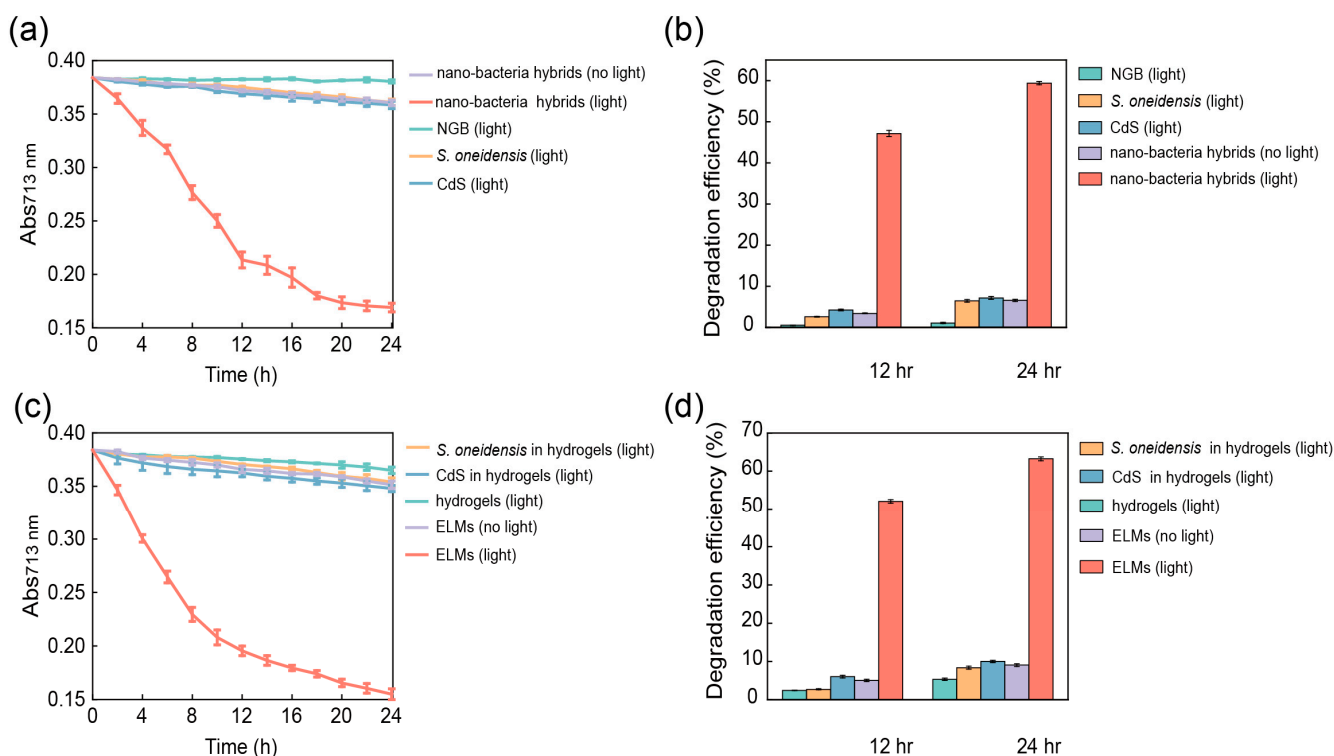 (a)
0.40
0.35
0.30
0.25
0.20
0.15
Abs713 nm
0 4 8 12 16 20 24
Time (h)
nano-bacteria hybrids (no light)
nano-bacteria hybrids (light)
NGB (light)
S. oneidensis (light)
CdS (light)
(b)
60
50
40
30
20
10
0
Degradation efficiency (%)
12 hr 24 hr
NGB (light)
S. oneidensis (light)
CdS (light)
nano-bacteria hybrids (no light)
nano-bacteria hybrids (light)
(c)
0.40
0.35
0.30
0.25
0.20
0.15
Abs713 nm
0 4 8 12 16 20 24
Time (h)
S. oneidensis in hydrogels (light)
CdS in hydrogels (light)
hydrogels (light)
ELMs (no light)
ELMs (light)
(d)
70
60
50
40
30
20
10
0
Degradation efficiency (%)
12 hr 24 hr
S. oneidensis in hydrogels (light)
CdS in hydrogels (light)
hydrogels (light)
ELMs (no light)
ELMs (light)